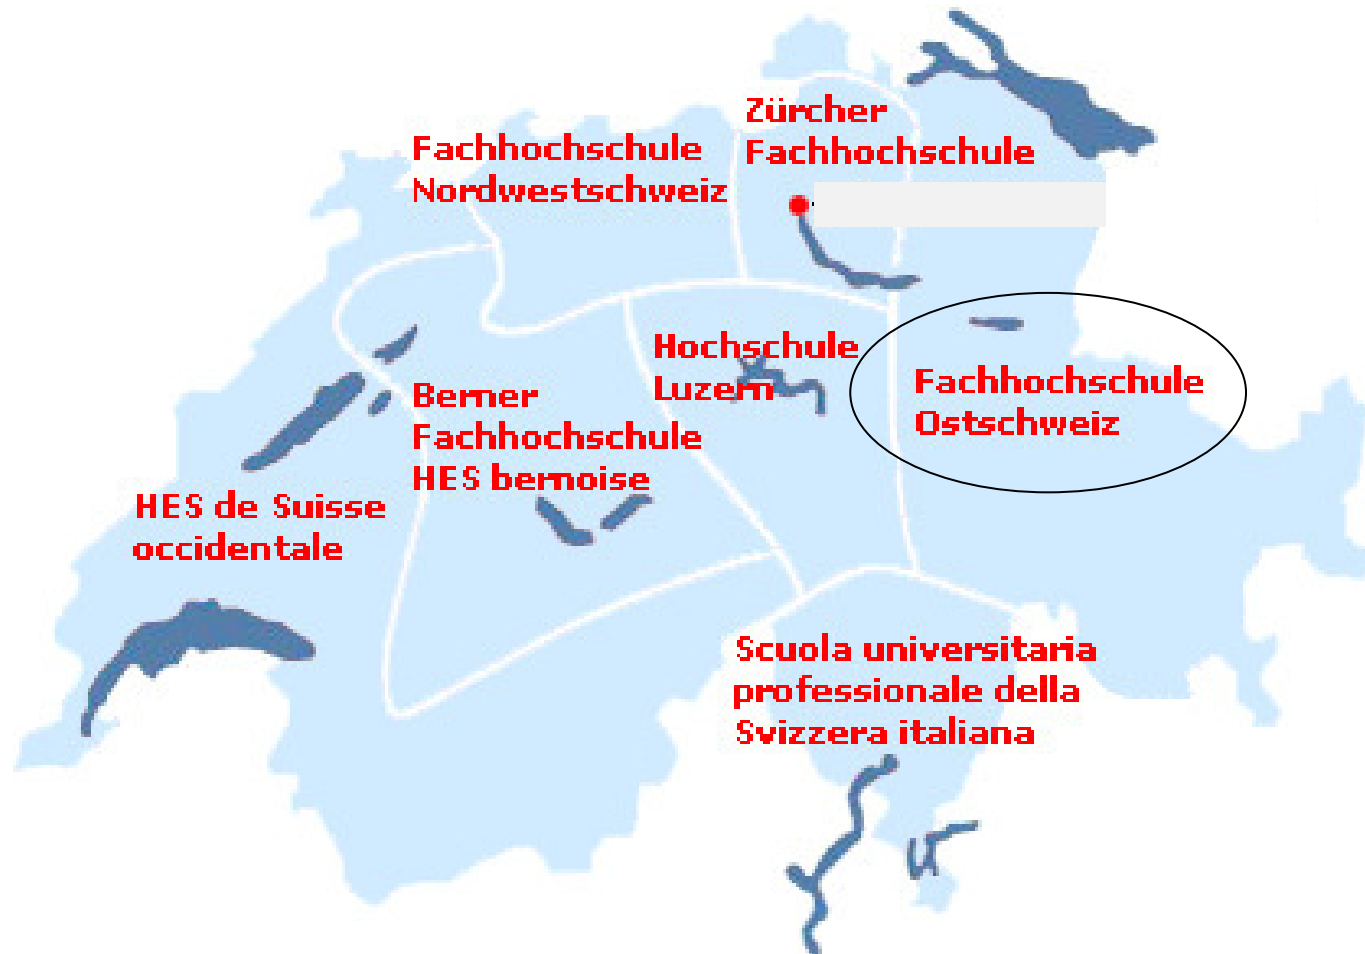 Zürcher
Fachhochschule
Fachhochschule
Nordwestschweiz
Hochschule
Luzern
Fachhochschule
Ostschweiz
Berner
Fachhochschule
HES bernoise
HES de Suisse
occidentale
Scuola universitaria
professionale della
Svizzera italiana